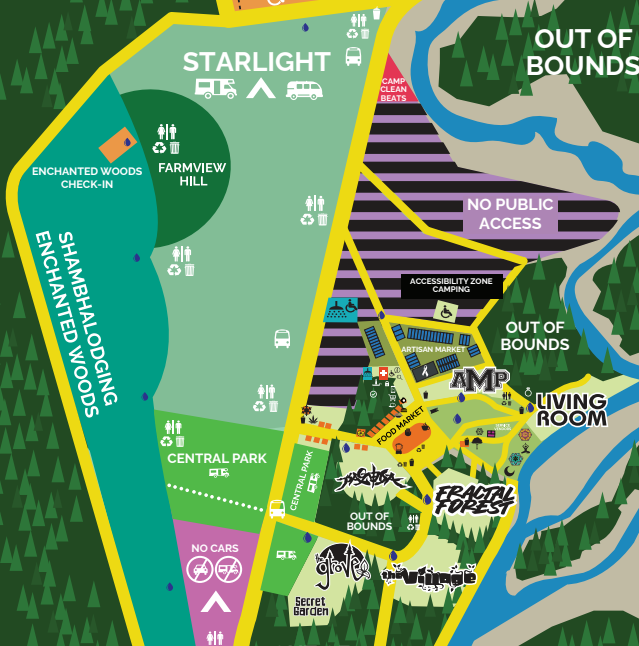 OUT OF
BOUNDS
STARLIGHT
CAMP
CLEAN
BEATS
ENCHANTED WOODS
CHECK-IN
FARMVIEW
HILL
NO PUBLIC
ACCESS
SHAMBHALODGING
ENCHANTED WOODS
ACCESSIBILITY ZONE
CAMPING
OUT OF
BOUNDS
ARTISAN MARKET
AMP
LIVING
ROOM
FOOD MARKET
CENTRAL PARK
CENTRAL PARK
FRACTAL
FOREST
OUT OF
BOUNDS
NO CARS
the
grove
the Village
Secret
Garden